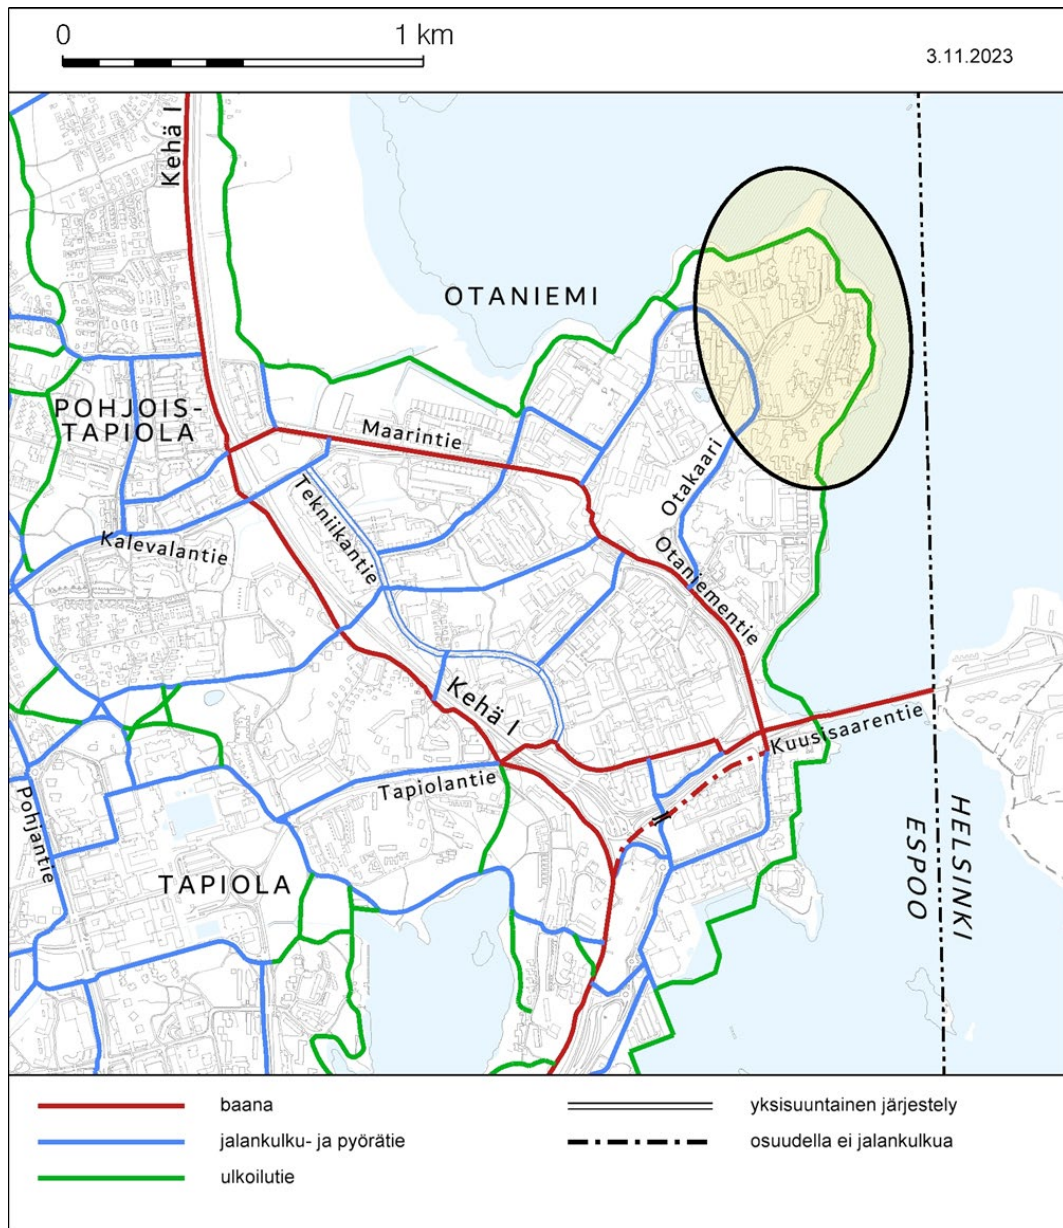 0
1 km
3.11.2023
Kehä I
OTANIEMI
POHJOIS-
TAPIOLA
Maarintie
Otakaari
Tekniikantie
Kalevalantie
Otaniementie
Kehä I
Kuusisaarentie
Tapiolantie
Pohjantie
TAPIOLA
HELSINKI
ESPOO
baana
jalankulku- ja pyörätie
ulkoilutie
yksisuuntainen järjestely
osuudella ei jalankulkua